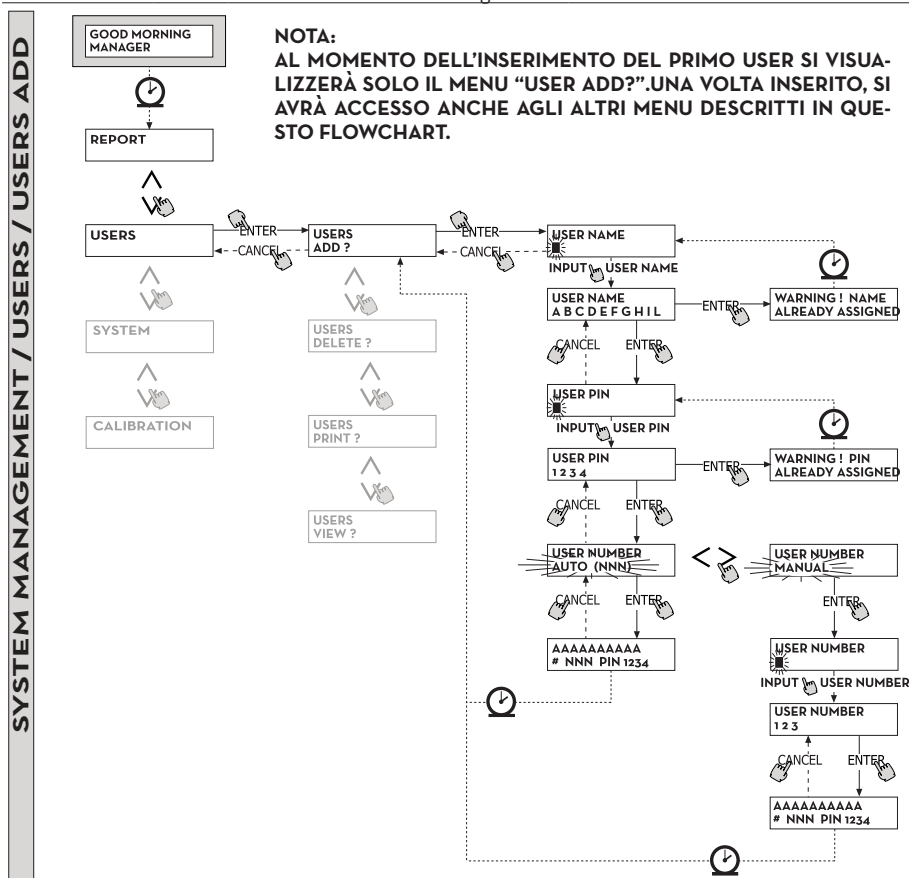 SYSTEM MANAGEMENT / USERS / USERS ADD
GOOD MORNING
MANAGER
NOTA:
AL MOMENTO DELL'INSERIMENTO DEL PRIMO USER SI VISUA-
LIZZERÀ SOLO IL MENU “USER ADD?”.UNA VOLTA INSERITO, SI
AVRÀ ACCESSO ANCHE AGLI ALTRI MENU DESCRITTI IN QUE-
STO FLOWCHART.
REPORT
USERS
ENTER
CANCEL
USERS
ADD ?
ENTER
CANCEL
USER NAME
INPUT USER NAME
USER NAME
A B C D E F G H I L
ENTER
WARNING ! NAME
ALREADY ASSIGNED
SYSTEM
USERS
DELETE ?
CANCEL
ENTER
USER PIN
CALIBRATION
USERS
PRINT ?
INPUT USER PIN
USER PIN
1 2 3 4
ENTER
WARNING ! PIN
ALREADY ASSIGNED
USERS
VIEW ?
CANCEL
ENTER
USER NUMBER
AUTO (NNN)
< >
USER NUMBER
MANUAL
CANCEL
ENTER
ENTER
AAAAAAAAAA
# NNN PIN 1234
USER NUMBER
INPUT USER NUMBER
USER NUMBER
1 2 3
CANCEL
ENTER
AAAAAAAAAA
# NNN PIN 1234